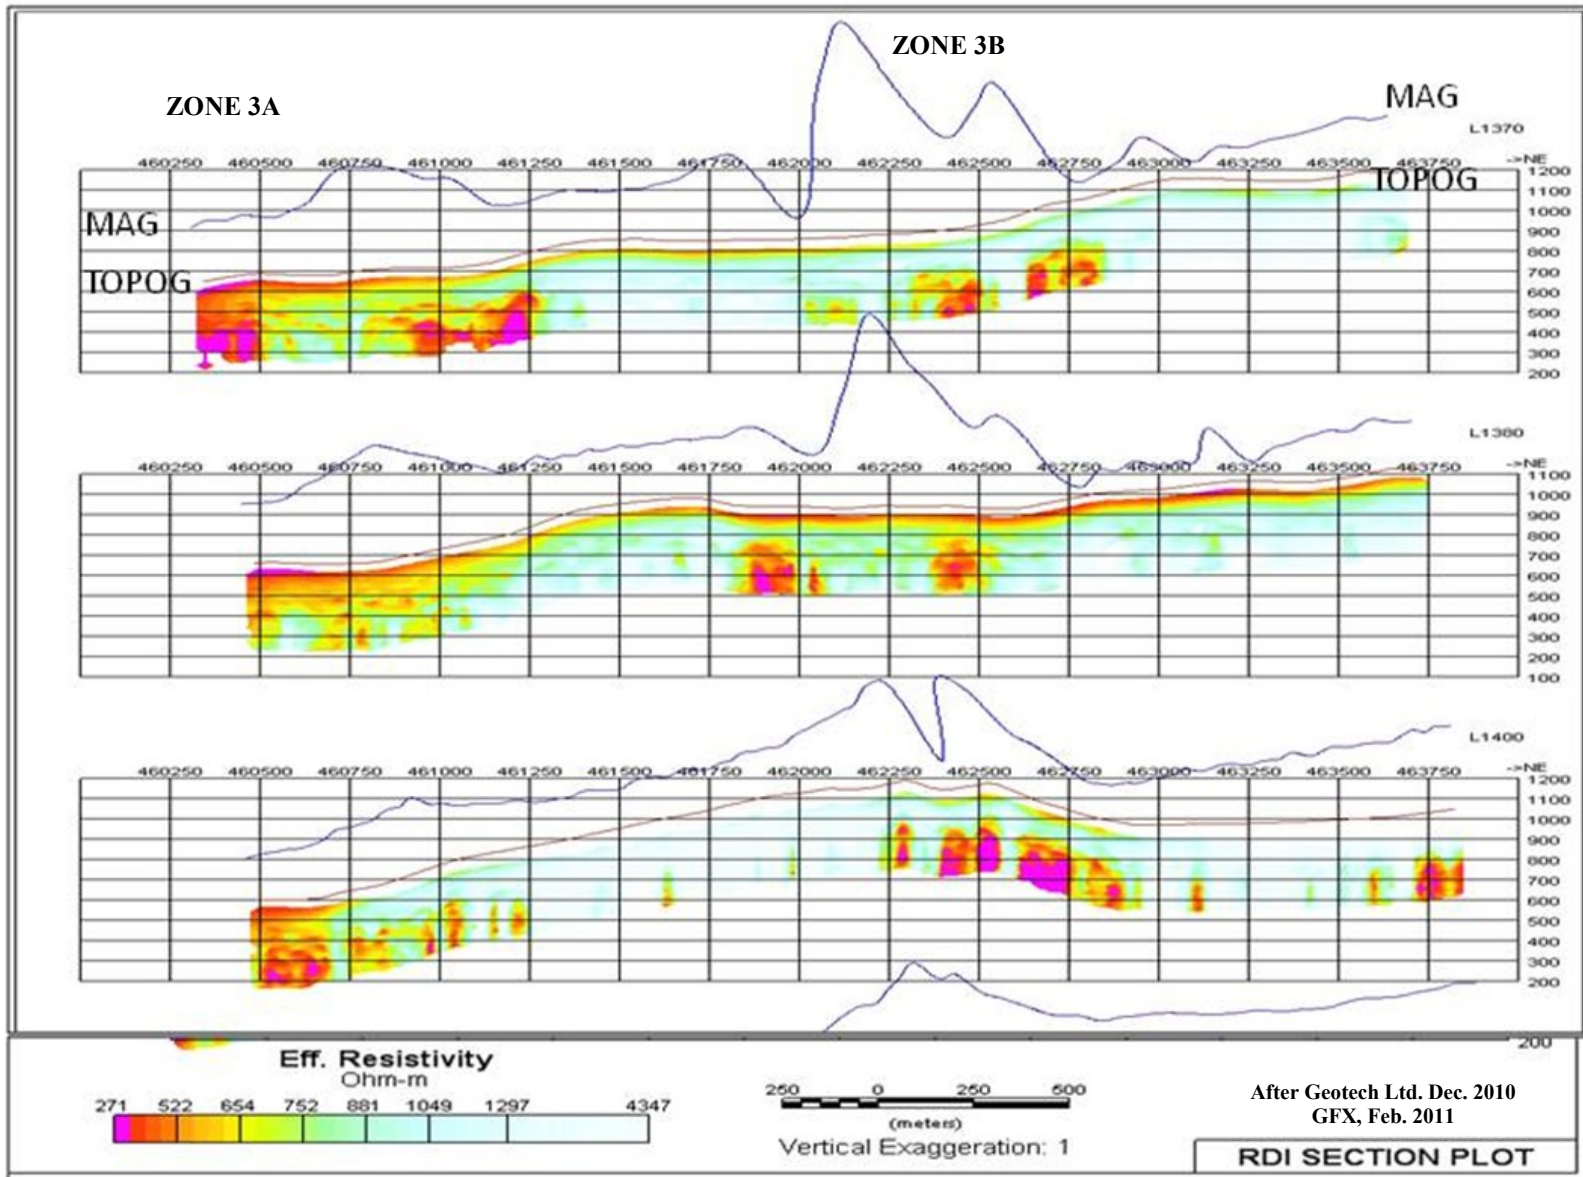 ZONE 3B
ZONE 3A
MAG
L1370
460250 460500 460750 461000 461250 461500 461750 462000 462250 462500 462750 463000 463250 463500 463750 ->NE
1200
TOPOG
1100
1000
MAG
900
800
700
TOPOG
600
500
400
300
200
L1380
460250 460500 460750 461000 461250 461500 461750 462000 462250 462500 462750 463000 463250 463500 463750 ->NE
1100
1000
900
800
700
600
500
400
300
200
100
L1400
460250 460500 460750 461000 461250 461500 461750 462000 462250 462500 462750 463000 463250 463500 463750 ->NE
1200
1100
1000
900
800
700
600
500
400
300
200
200
Eff. Resistivity
Ohm-m
271 522 654 752 881 1049 1297 4347
250 0 250 500
(meters)
Vertical Exaggeration: 1
After Geotech Ltd. Dec. 2010
GFX, Feb. 2011
RDI SECTION PLOT